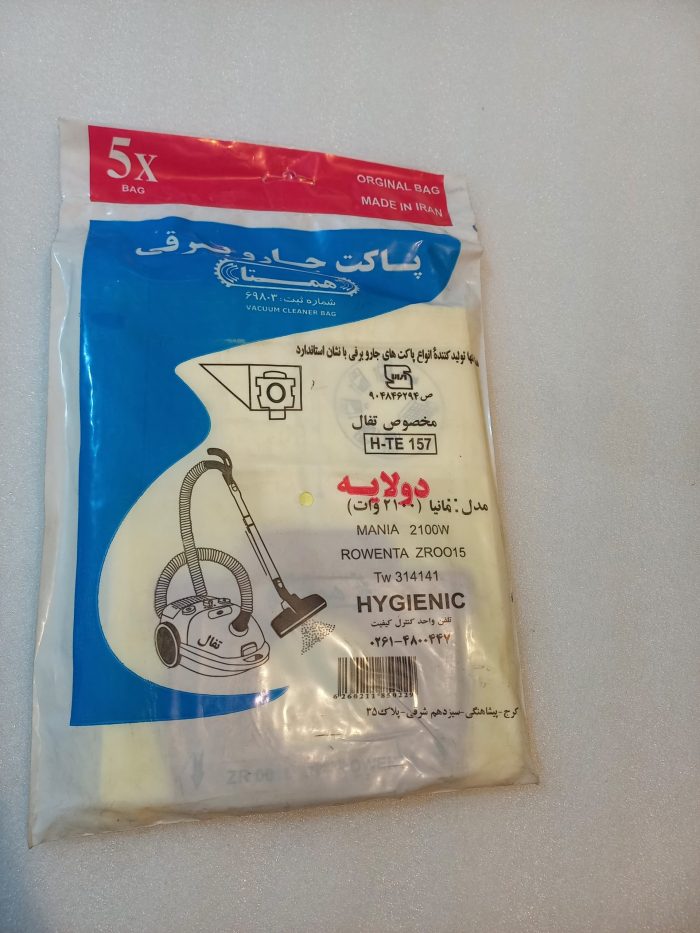 5X
BAG
ORGINAL BAG
MADE IN IRAN
پاکت جارو برقی
همستا
شماره ثبت: ۶۹۸۰۳
VACUUM CLEANER BAG
تنها تولید کنندهٔ انواع پاکت های جارو برقی با نشان استاندارد
ص ۹۰۴۸۴۶۲۹۴
مخصوص تفال
H-TE 157
دولایه
مدل: مانیا (۲۱۰۰ وات)
MANIA 2100W
ROWENTA ZROO15
Tw 314141
HYGIENIC
تلفن واحد کنترل کیفیت
۰۲۶۱-۴۸۰۰۴۴۷
تفال
کرج-پیشاهنگی-سیزدهم شرقی-پلاک ۳۵